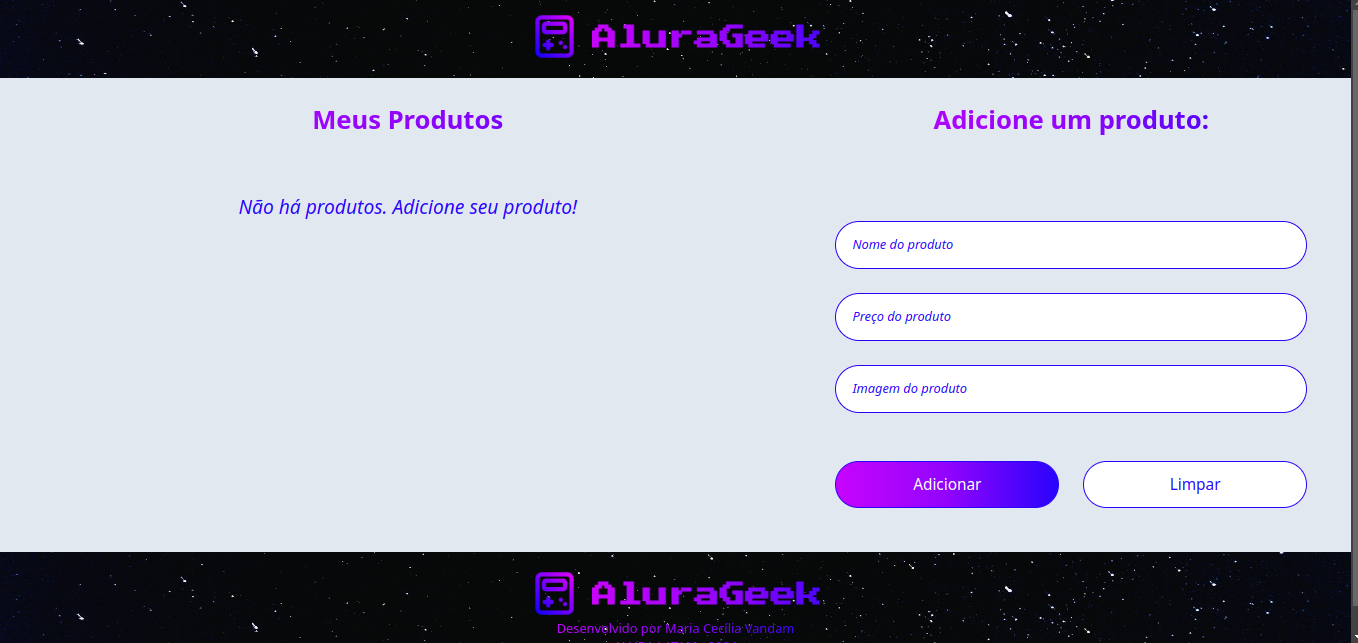 AluraGeek
Meus Produtos
Não há produtos. Adicione seu produto!
Adicione um produto:
Nome do produto
Preço do produto
Imagem do produto
Adicionar
Limpar
AluraGeek
Desenvolvido por Maria Cecília Vandam